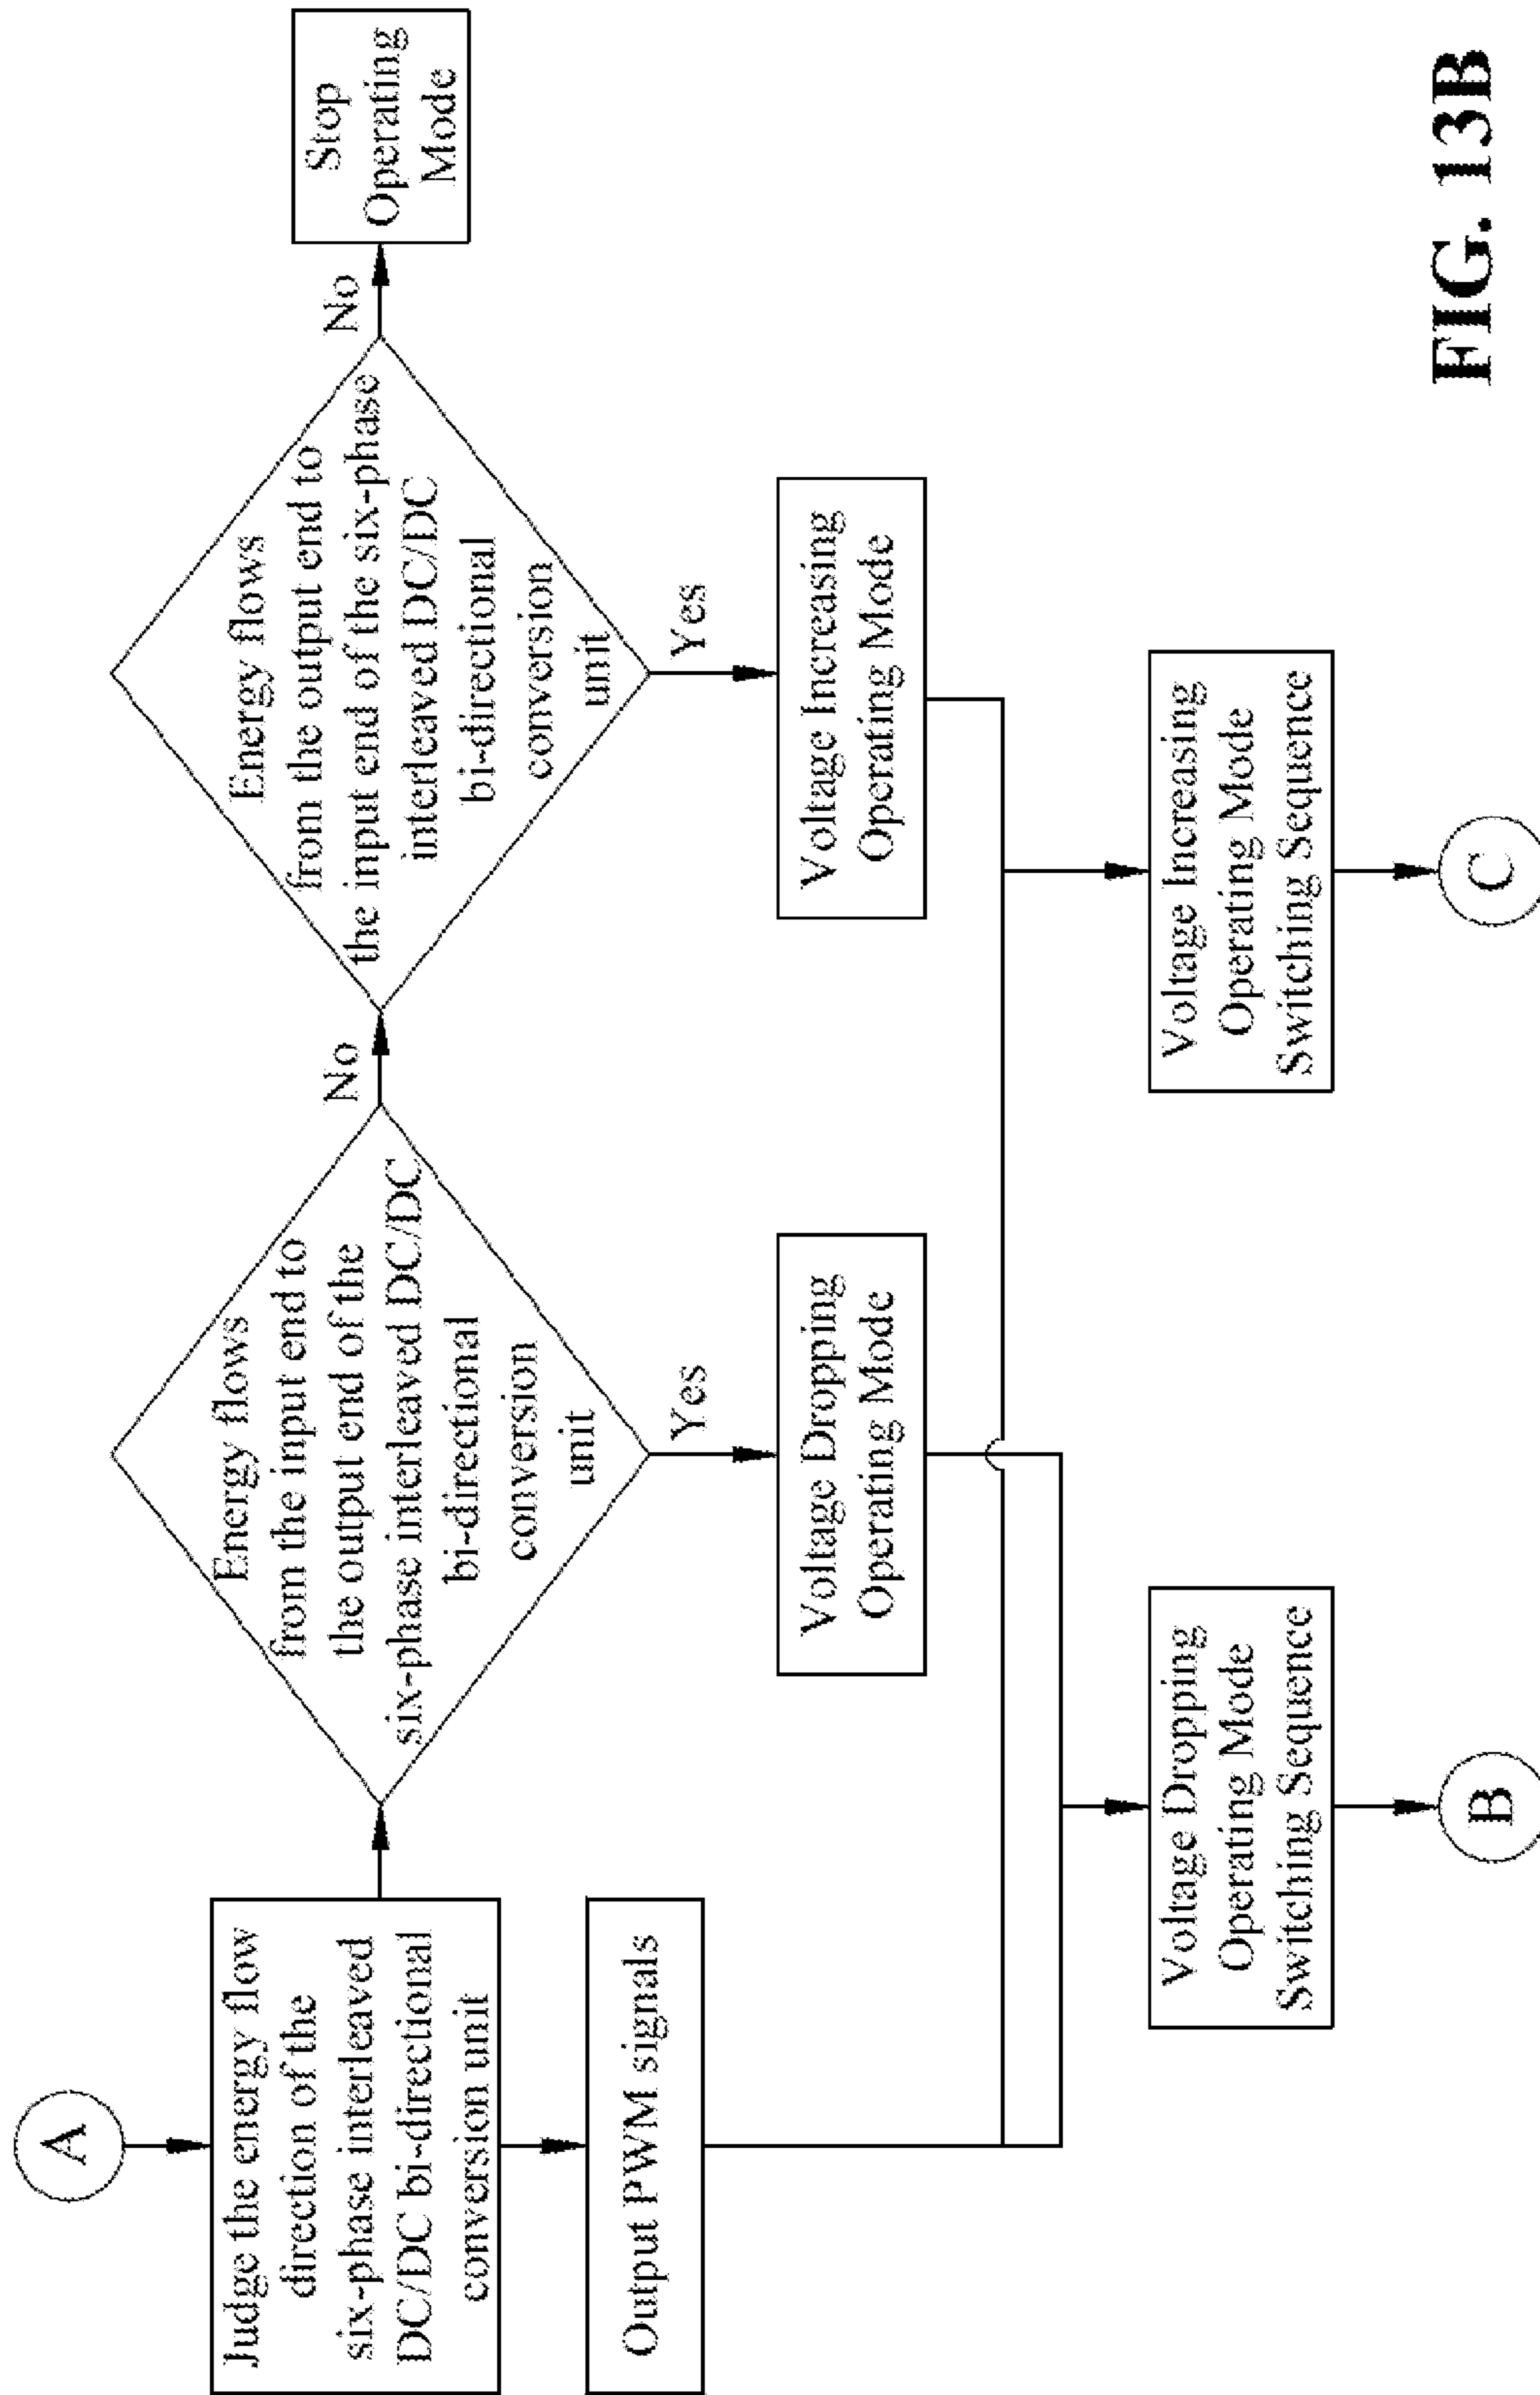 A
Judge the energy flow
direction of the
six-phase interleaved
DC/DC bi-directional
conversion unit
Output PWM signals
Energy flows
from the input end to
the output end of the
six-phase interleaved DC/DC
bi-directional
conversion
unit
No
Yes
Energy flows
from the output end to
the input end of the six-phase
interleaved DC/DC
bi-directional
conversion
unit
No
Yes
Stop
Operating
Mode
Voltage Dropping
Operating Mode
Voltage Increasing
Operating Mode
Voltage Dropping
Operating Mode
Switching Sequence
Voltage Increasing
Operating Mode
Switching Sequence
B
C
FIG. 13B